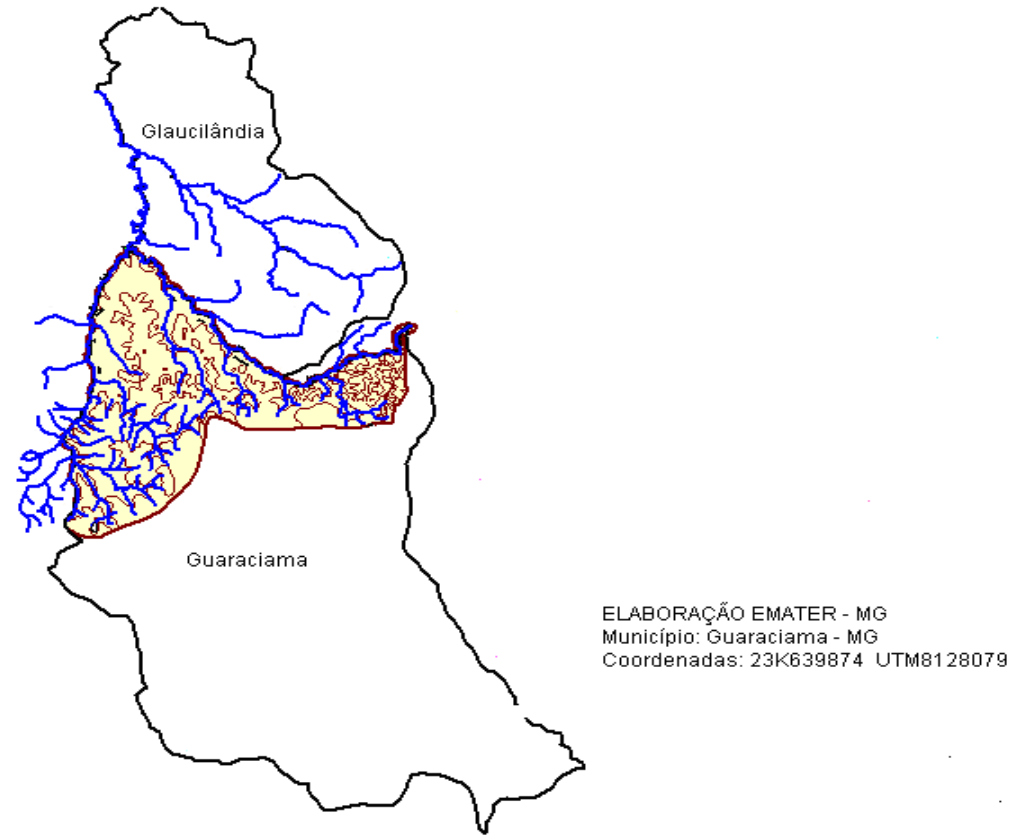 Glaucilândia
Guaraciama
ELABORAÇÃO EMATER - MG
Município: Guaraciama - MG
Coordenadas: 23K639874 UTM8128079